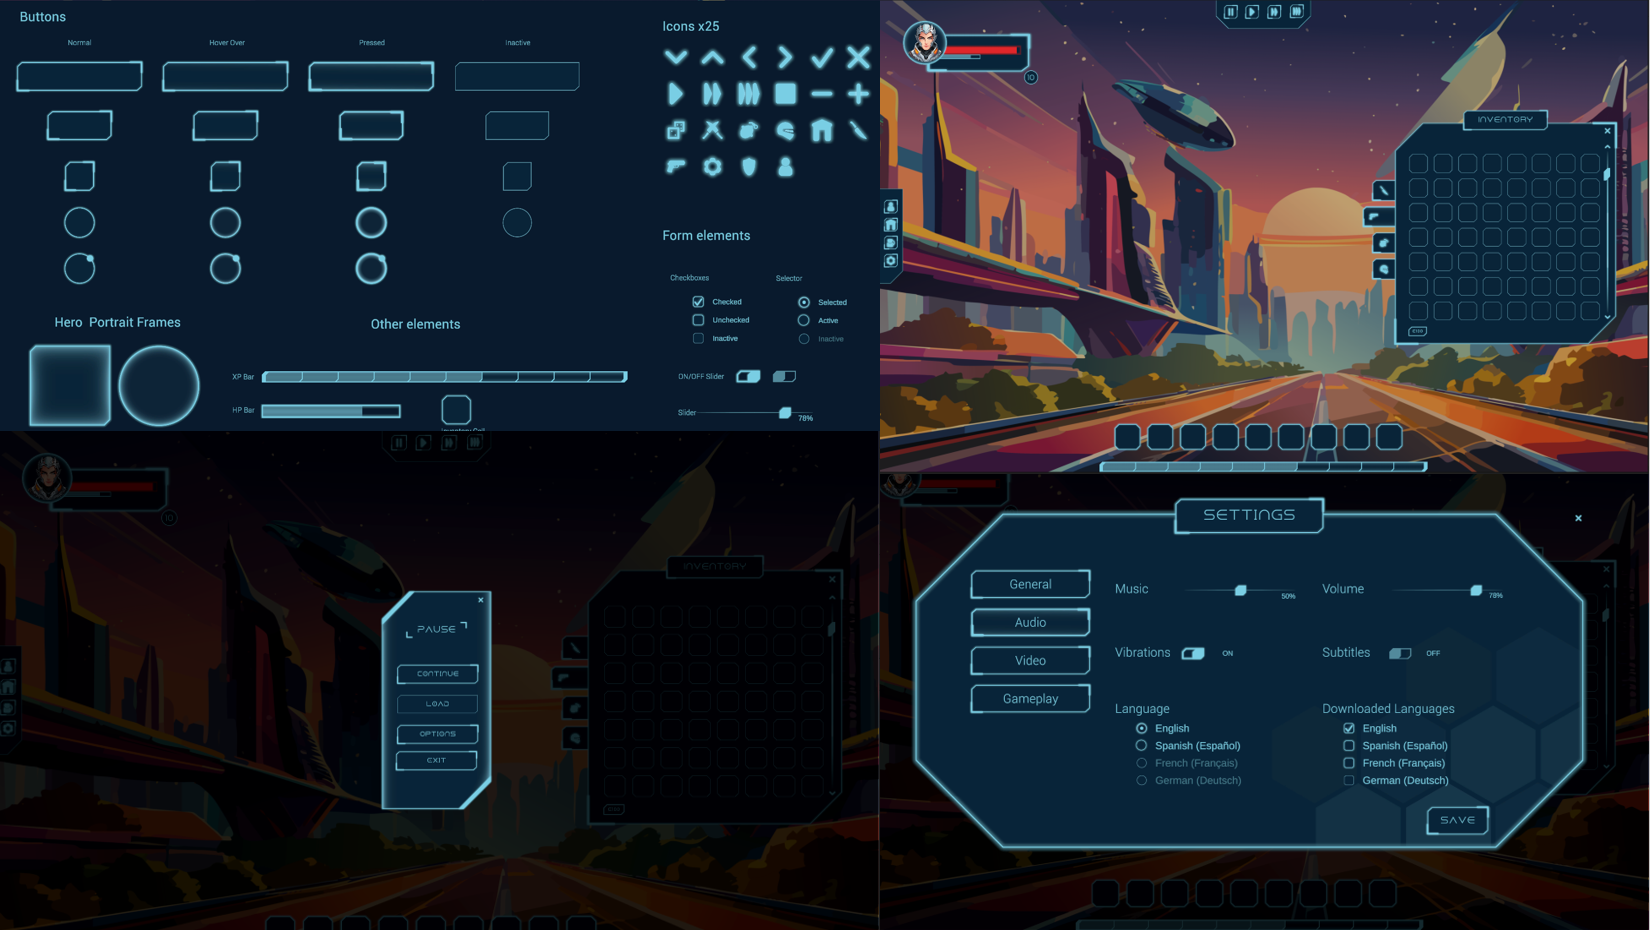 Buttons
Normal
Hover Over
Pressed
Inactive
Icons x25
Form elements
Checkboxes
Selector
Checked
Selected
Unchecked
Active
Inactive
Inactive
ON/OFF Slider
Slider
78%
Hero Portrait Frames
Other elements
XP Bar
HP Bar
10
INVENTORY
10
INVENTORY
PAUSE
CONTINUE
LOAD
OPTIONS
EXIT
SETTINGS
General
Audio
Video
Gameplay
Music
50%
Volume
78%
Vibrations
ON
Subtitles
OFF
Language
English
Spanish (Español)
French (Français)
German (Deutsch)
Downloaded Languages
English
Spanish (Español)
French (Français)
German (Deutsch)
SAVE